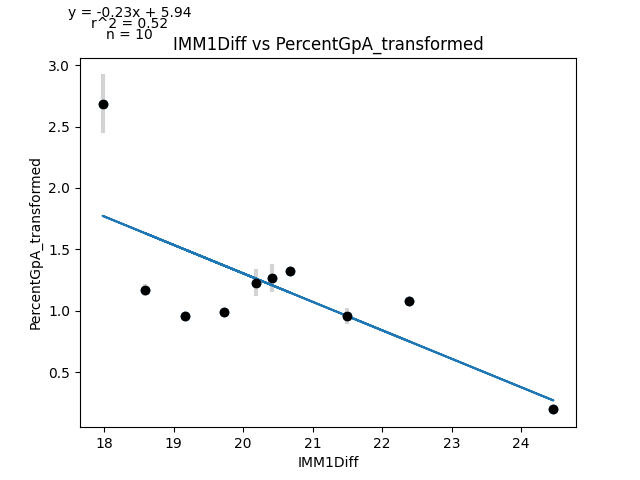 y = -0.23x + 5.94
r^2 = 0.52
n = 10
IMM1Diff vs PercentGpA_transformed
3.0
2.5
2.0
1.5
1.0
0.5
PercentGpA_transformed
18 19 20 21 22 23 24
IMM1Diff